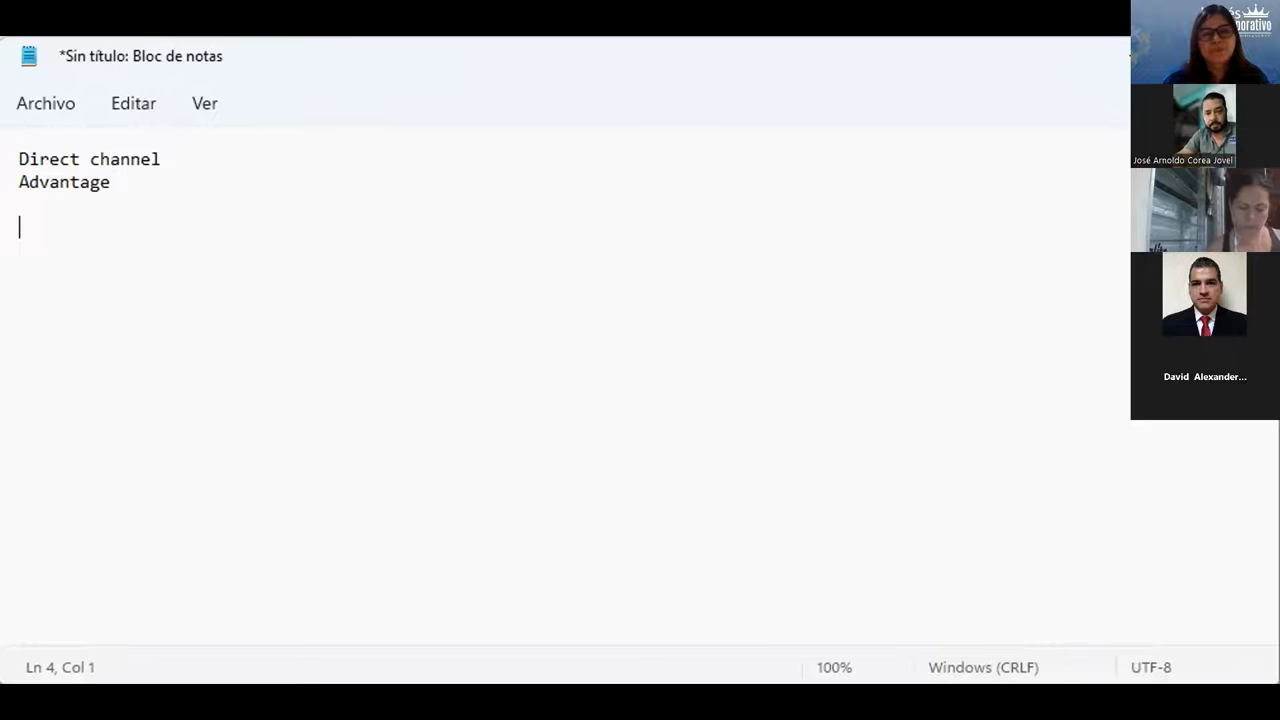 *Sin título: Bloc de notas
Archivo Editar Ver
Direct channel
Advantage
Ln 4, Col 1 100% Windows (CRLF) UTF-8
José Arnoldo Corea Jovel
David Alexander...